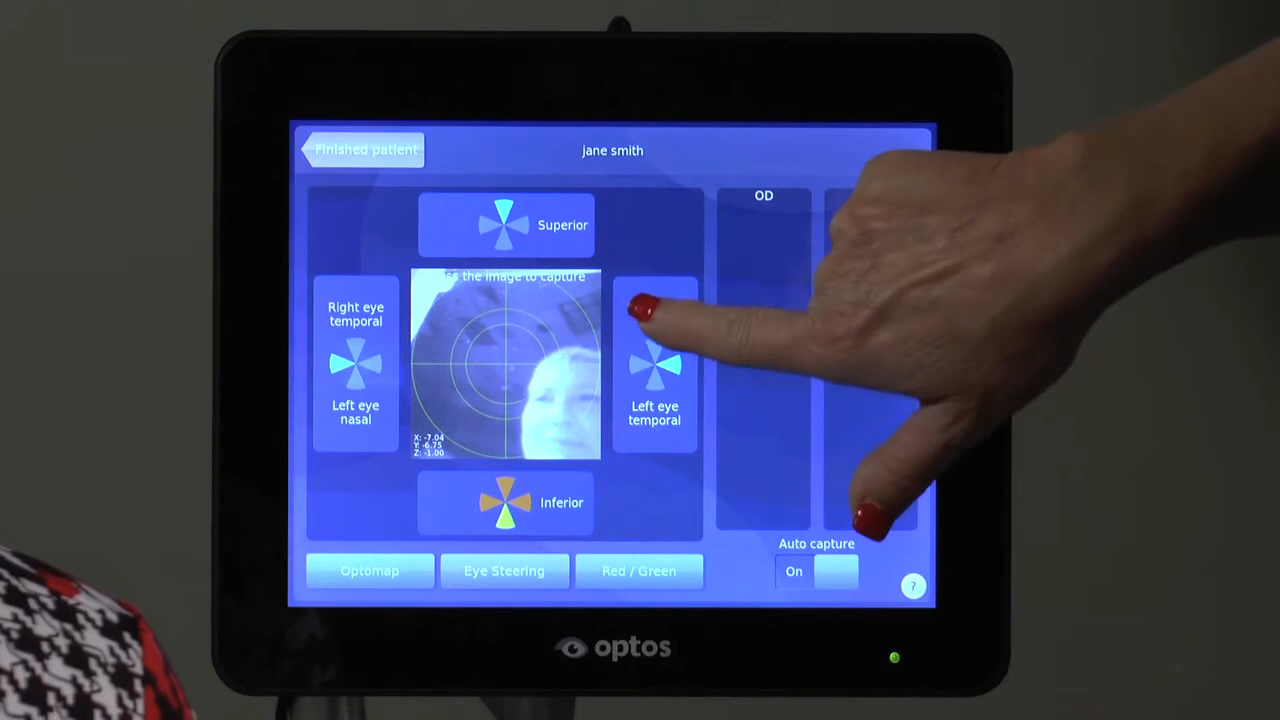 Finished patient
jane smith
OD
Superior
the image to capture
Right eye
temporal
Left eye
nasal
Left eye
temporal
X: -7.04
Y: -6.75
Z: -1.00
Inferior
Auto capture
On
Optomap
Eye Steering
Red / Green
?
optos